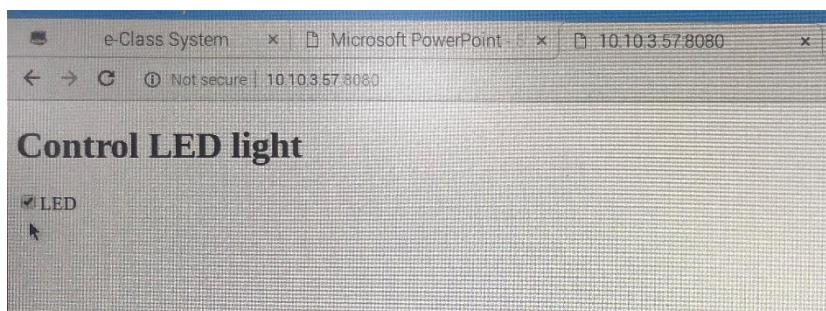 e-Class System
Microsoft PowerPoint -
10.10.3.57:8080
Not secure | 10.10.3.57:8080
Control LED light
LED